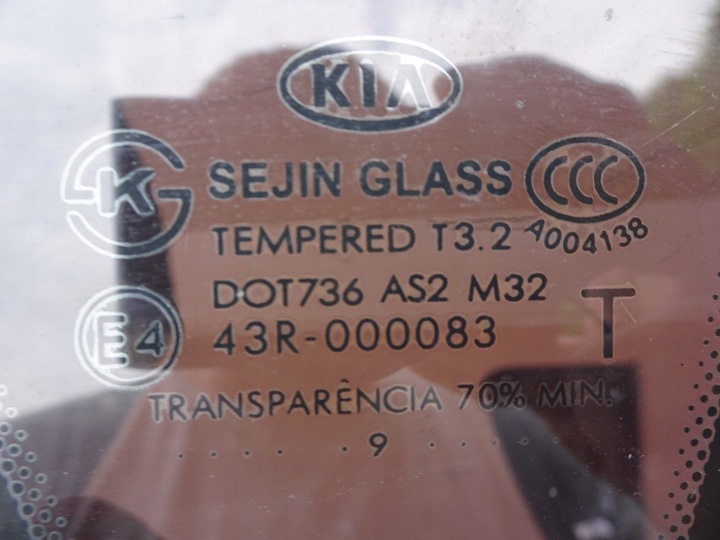 KIA
K SEJIN GLASS CCC
TEMPERED T3.2 A004138
DOT736 AS2 M32
E4 43R-000083 T
TRANSPARÊNCIA 70% MIN.
. . . . . 9 . . . . .